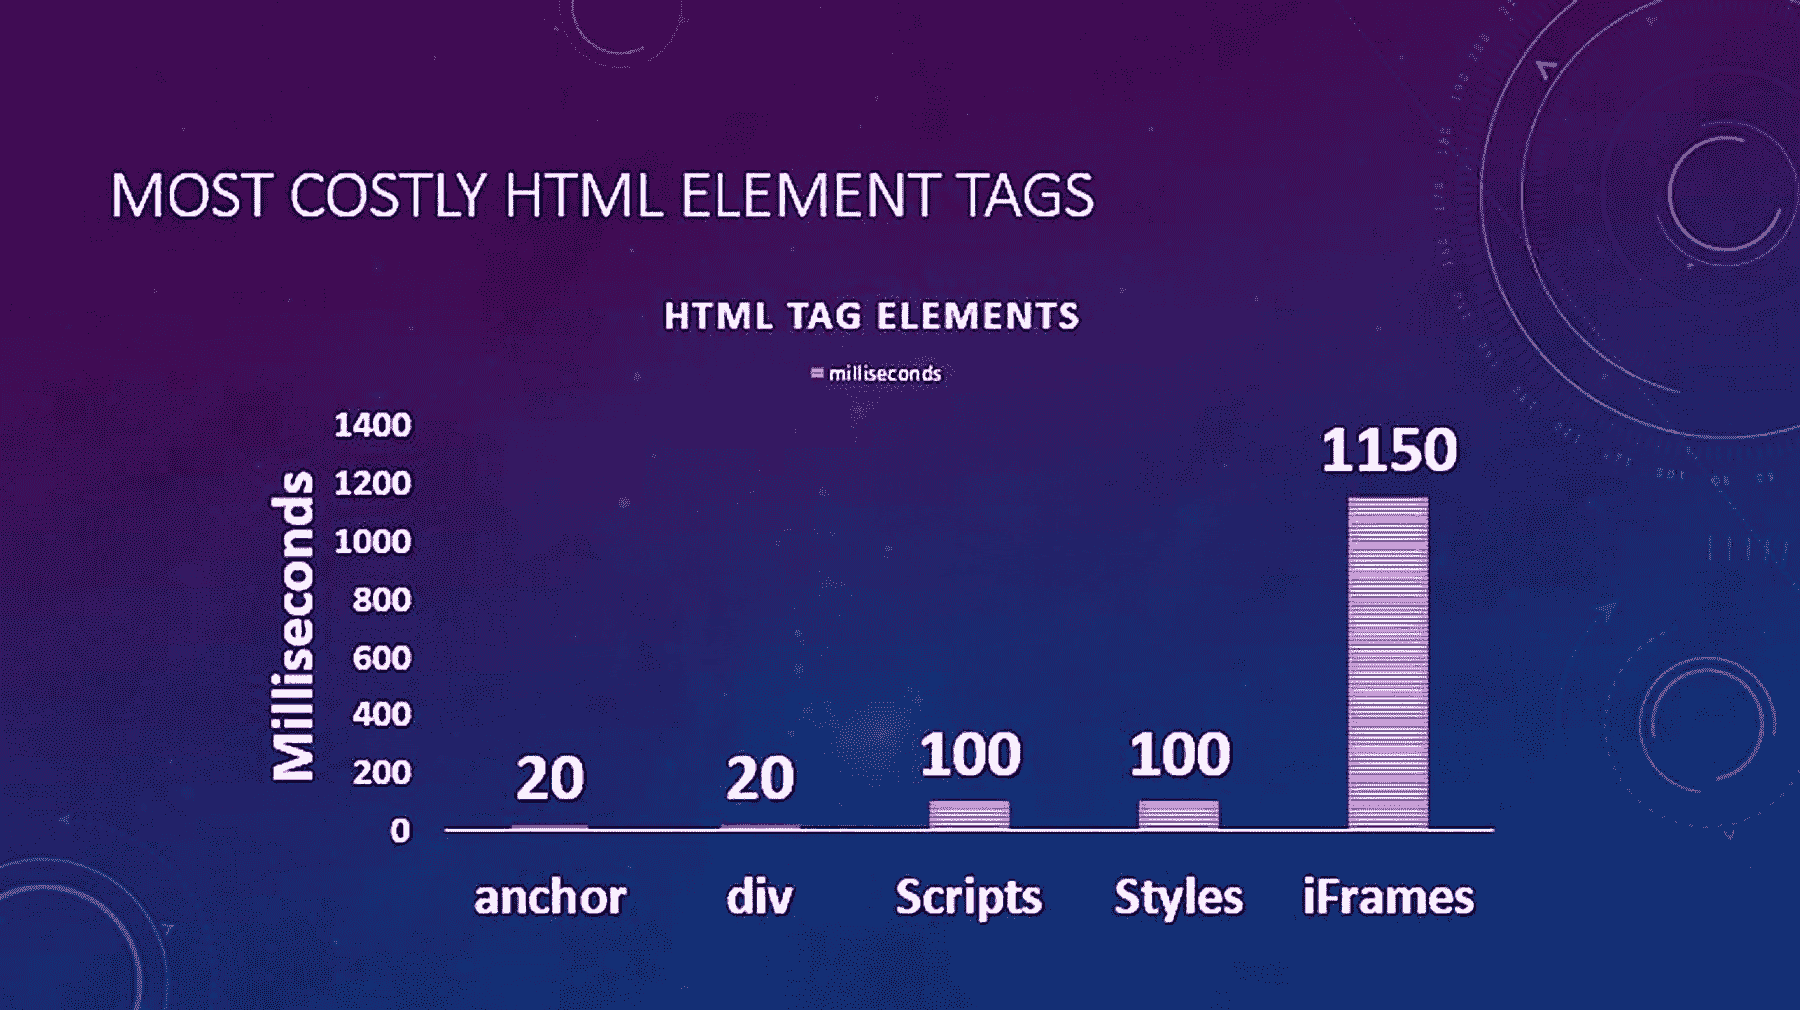 MOST COSTLY HTML ELEMENT TAGS
HTML TAG ELEMENTS
milliseconds
Milliseconds
1400
1200
1000
800
600
400
200
0
20
20
100
100
1150
anchor
div
Scripts
Styles
iFrames